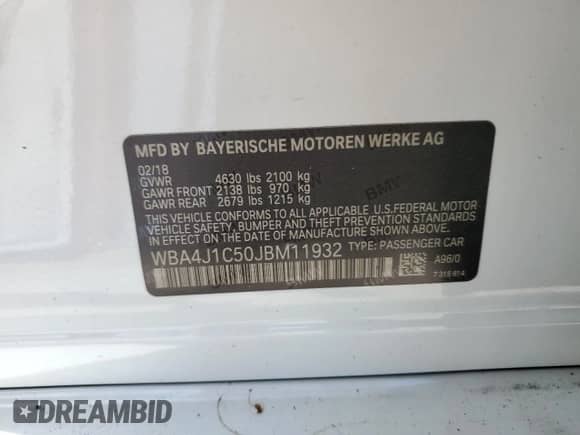 MFD BY BAYERISCHE MOTOREN WERKE AG
02/18
GVWR 4630 lbs 2100 kg
GAWR FRONT 2138 lbs 970 kg
GAWR REAR 2679 lbs 1215 kg
THIS VEHICLE CONFORMS TO ALL APPLICABLE U.S.FEDERAL MOTOR
VEHICLE SAFETY, BUMPER AND THEFT PREVENTION STANDARDS
IN EFFECT ON THE DATE OF MANUFACTURE SHOWN ABOVE.
WBA4J1C50JBM11932 TYPE: PASSENGER CAR
A96/0
DREAMBID